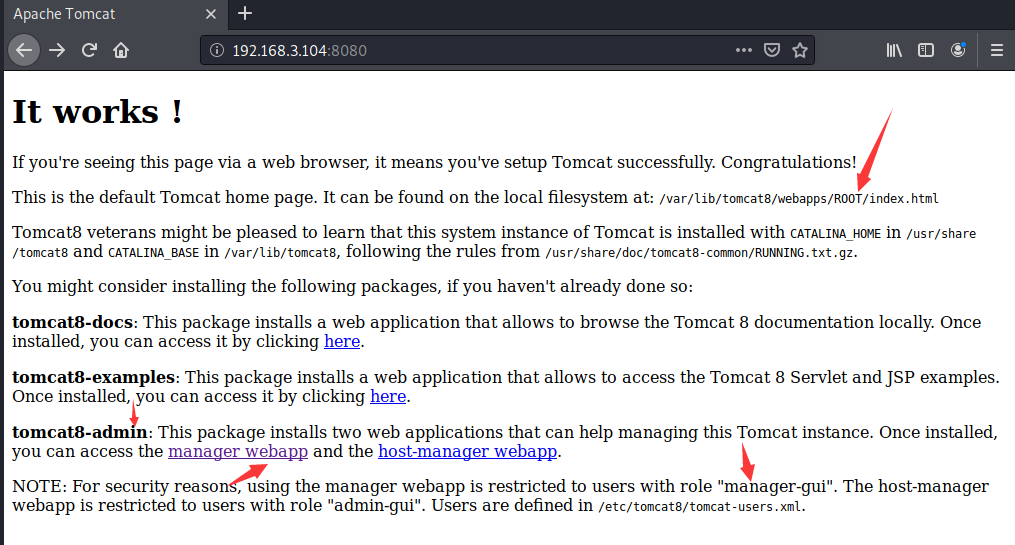 Apache Tomcat
192.168.3.104:8080
It works !
If you're seeing this page via a web browser, it means you've setup Tomcat successfully. Congratulations!
This is the default Tomcat home page. It can be found on the local filesystem at: /var/lib/tomcat8/webapps/ROOT/index.html
Tomcat8 veterans might be pleased to learn that this system instance of Tomcat is installed with CATALINA_HOME in /usr/share
/tomcat8 and CATALINA_BASE in /var/lib/tomcat8, following the rules from /usr/share/doc/tomcat8-common/RUNNING.txt.gz.
You might consider installing the following packages, if you haven't already done so:
tomcat8-docs: This package installs a web application that allows to browse the Tomcat 8 documentation locally. Once
installed, you can access it by clicking here.
tomcat8-examples: This package installs a web application that allows to access the Tomcat 8 Servlet and JSP examples.
Once installed, you can access it by clicking here.
tomcat8-admin: This package installs two web applications that can help managing this Tomcat instance. Once installed,
you can access the manager webapp and the host-manager webapp.
NOTE: For security reasons, using the manager webapp is restricted to users with role "manager-gui". The host-manager
webapp is restricted to users with role "admin-gui". Users are defined in /etc/tomcat8/tomcat-users.xml.